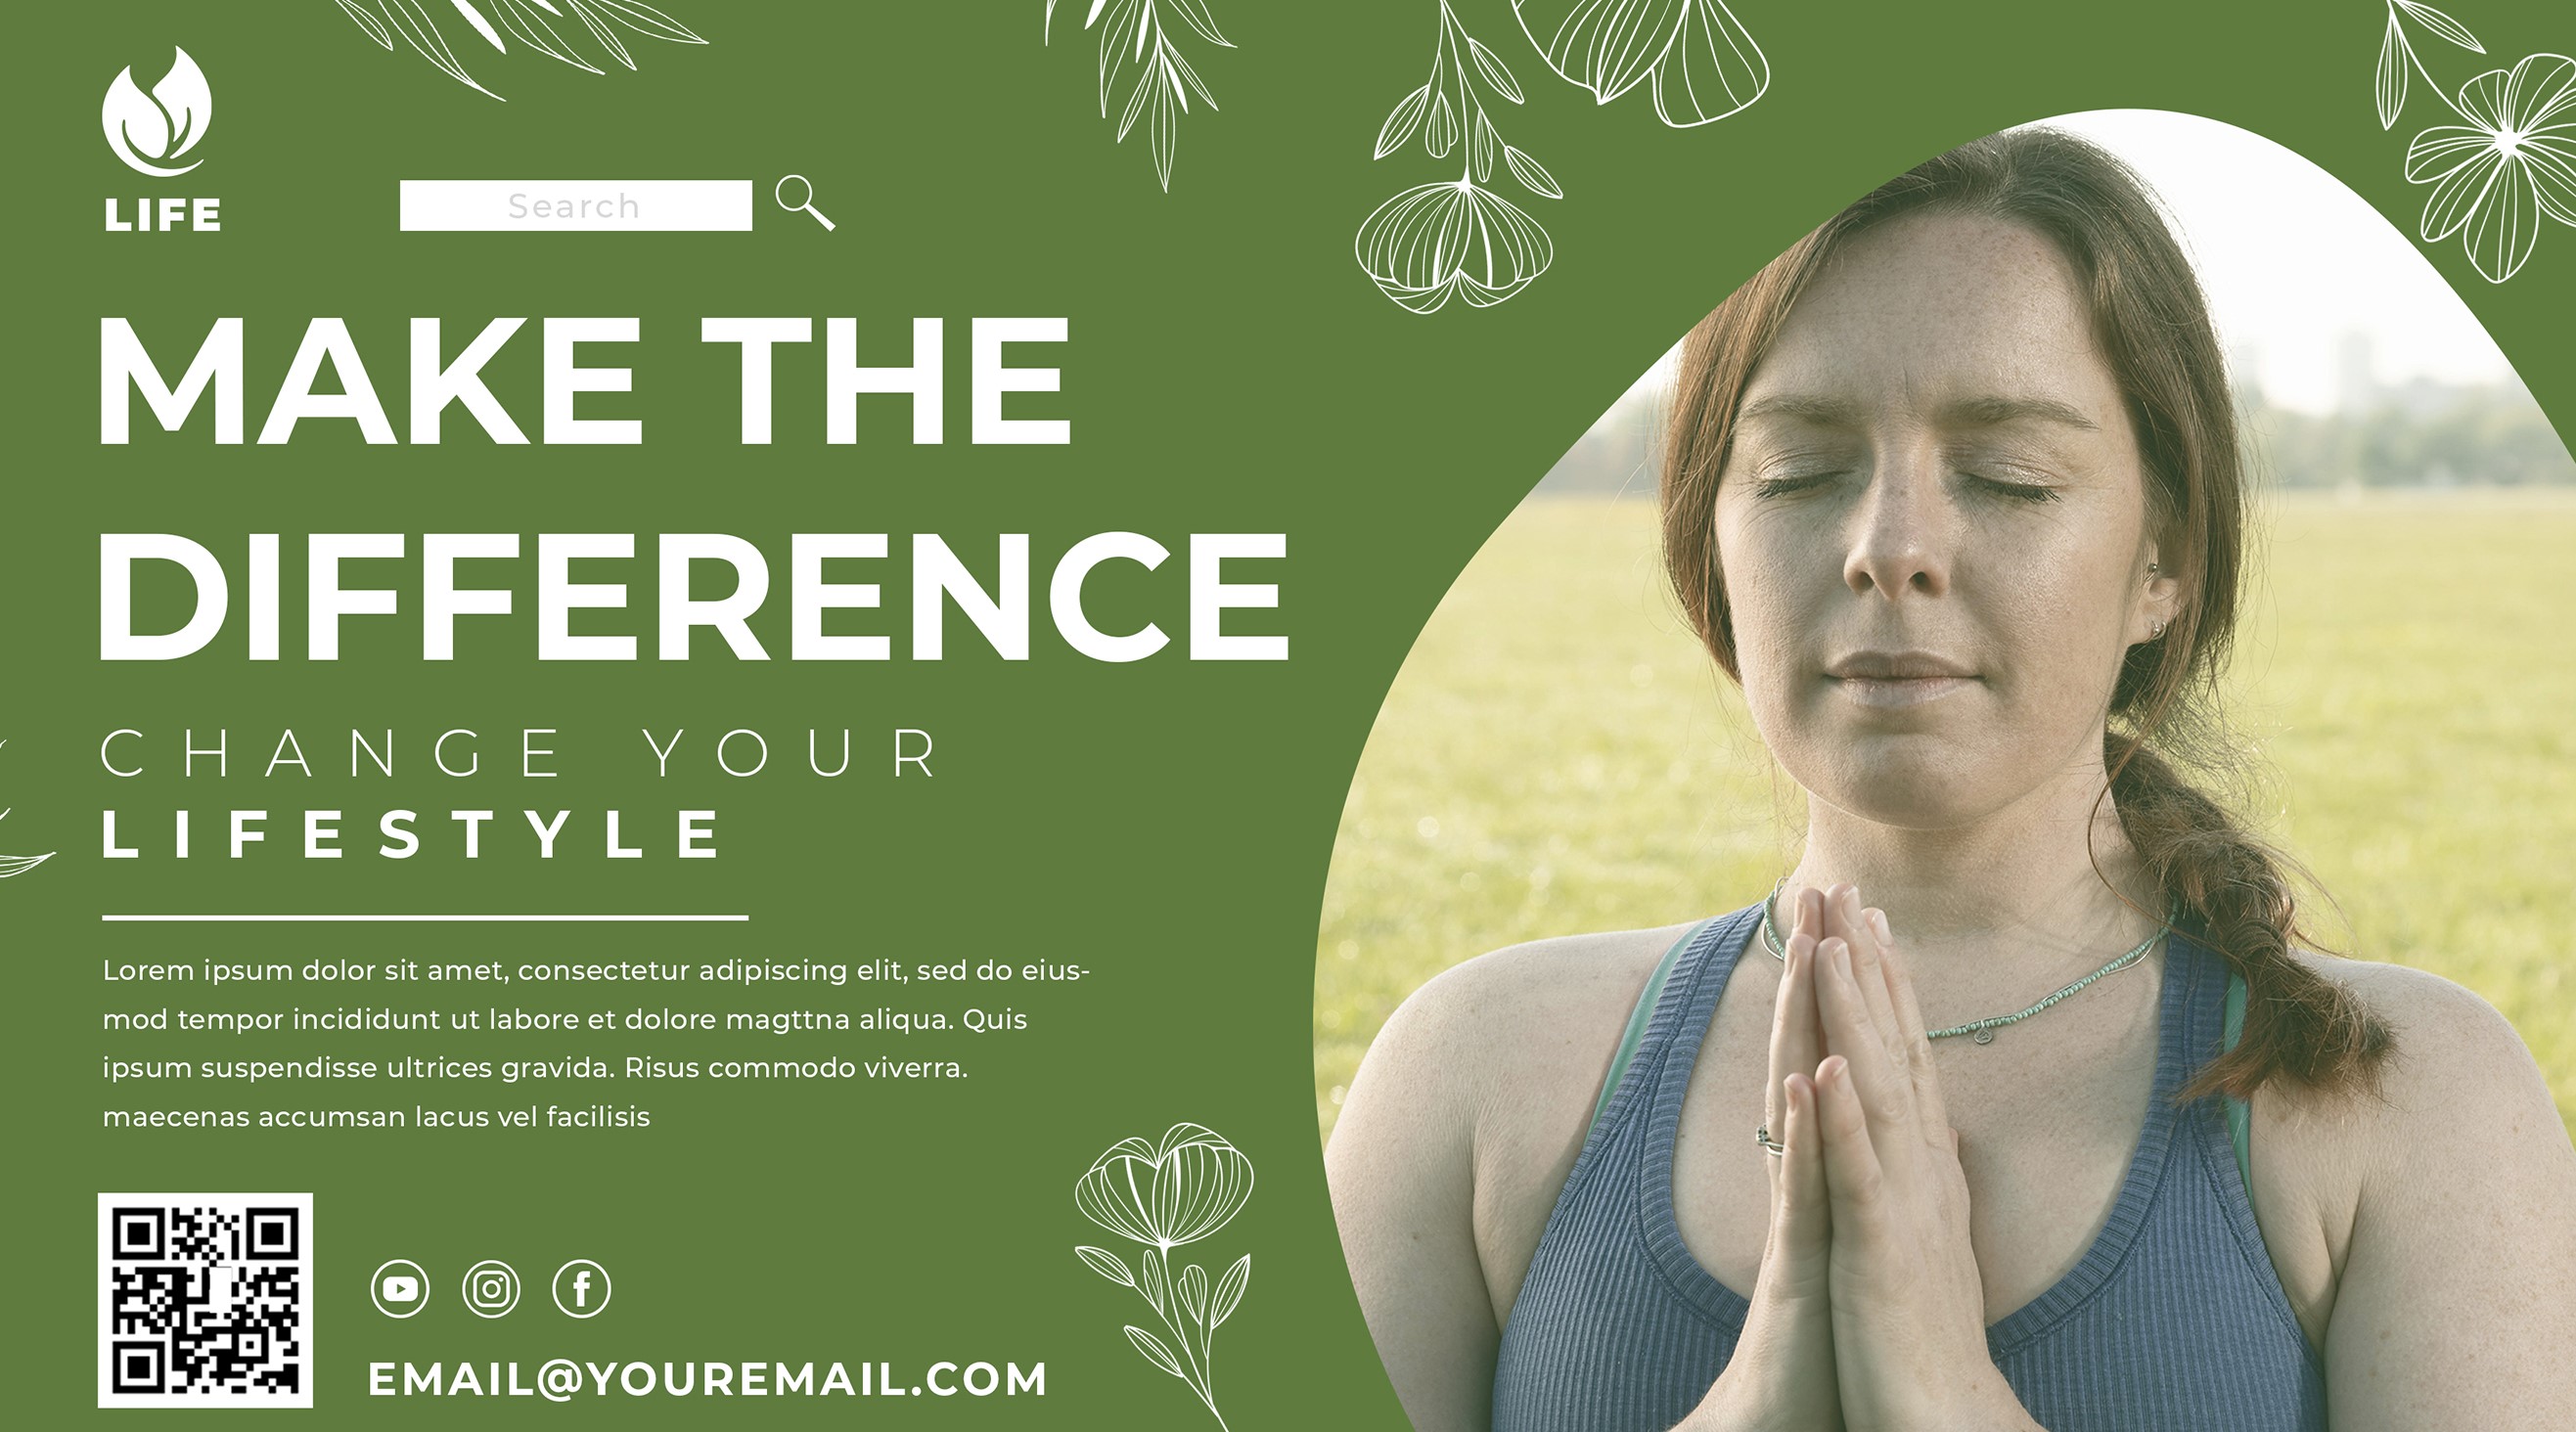 LIFE
Search
MAKE THE
DIFFERENCE
CHANGE YOUR
LIFESTYLE
Lorem ipsum dolor sit amet, consectetur adipiscing elit, sed do eius-
mod tempor incididunt ut labore et dolore magttna aliqua. Quis
ipsum suspendisse ultrices gravida. Risus commodo viverra.
maecenas accumsan lacus vel facilisis
EMAIL@YOUREMAIL.COM